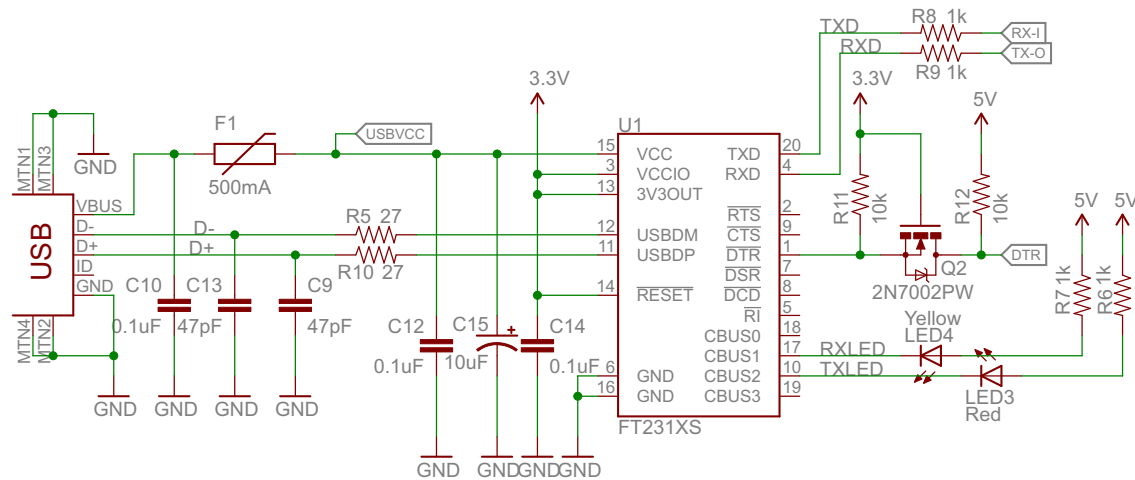 TXD
R8 1k
RX-I
RXD
R9 1k
TX-O
3.3V
3.3V
5V
MTN1
MTN3
GND
F1
500mA
USBVCC
U1
15
VCC
TXD
20
3
VCCIO
RXD
4
13
3V3OUT
R11
10k
R12
10k
5V
5V
USB
VBUS
D-
D-
R5 27
12
USBDM
RTS
2
CTS
9
D+
D+
R10 27
11
USBDP
DTR
1
DTR
ID
DSR
7
Q2
2N7002PW
GND
14
RESET
DCD
8
RI
5
R7
1k
R6
1k
MTN4
MTN2
C10
0.1uF
C13
47pF
C9
47pF
C12
0.1uF
C15
10uF
+
C14
0.1uF
CBUS0
18
Yellow
LED4
CBUS1
17
RXLED
6
GND
CBUS2
10
TXLED
16
GND
CBUS3
19
LED3
Red
GND
GND
GND
GND
FT231XS
GND
GND
GND
GND